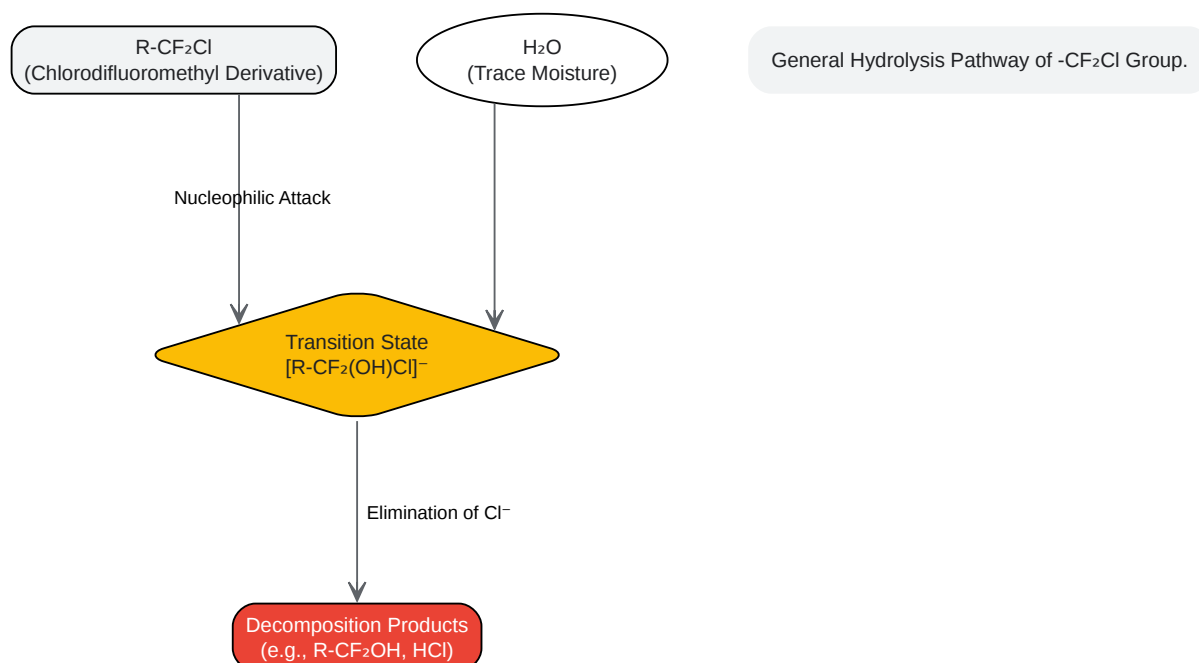 R-CF₂Cl
(Chlorodifluoromethyl Derivative)
H₂O
(Trace Moisture)
General Hydrolysis Pathway of -CF₂Cl Group.
Nucleophilic Attack
Transition State
[R-CF₂(OH)Cl]⁻
Elimination of Cl⁻
Decomposition Products
(e.g., R-CF₂OH, HCl)